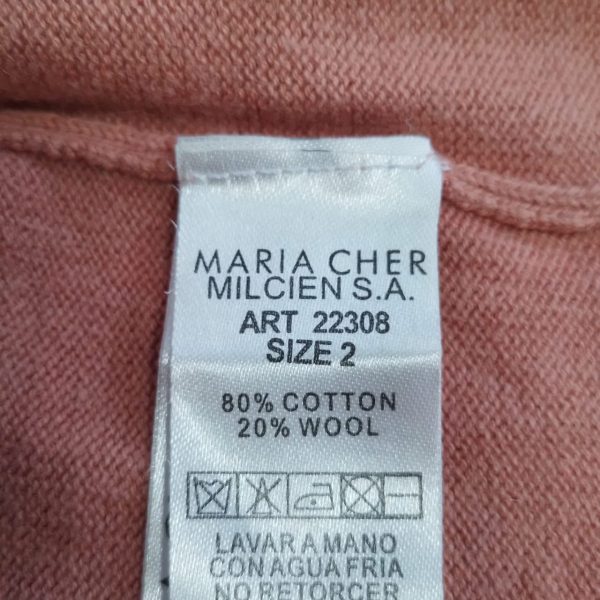 MARIA CHER
MILCIEN S.A.
ART 22308
SIZE 2
80% COTTON
20% WOOL
LAVAR A MANO
CON AGUA FRIA
NO RETORCER